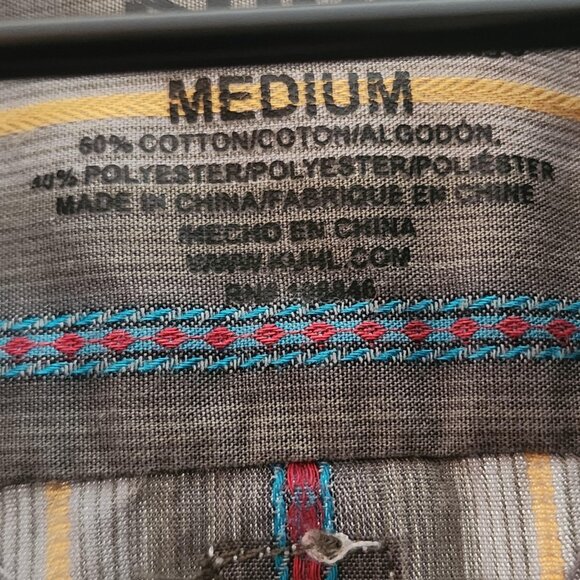 MEDIUM
60% COTTON/COTON/ALGODÓN,
40% POLYESTER/POLYESTER/POLIÉSTER
MADE IN CHINA/FABRIQUE EN CHINE
/HECHO EN CHINA
WWW.KUHL.COM